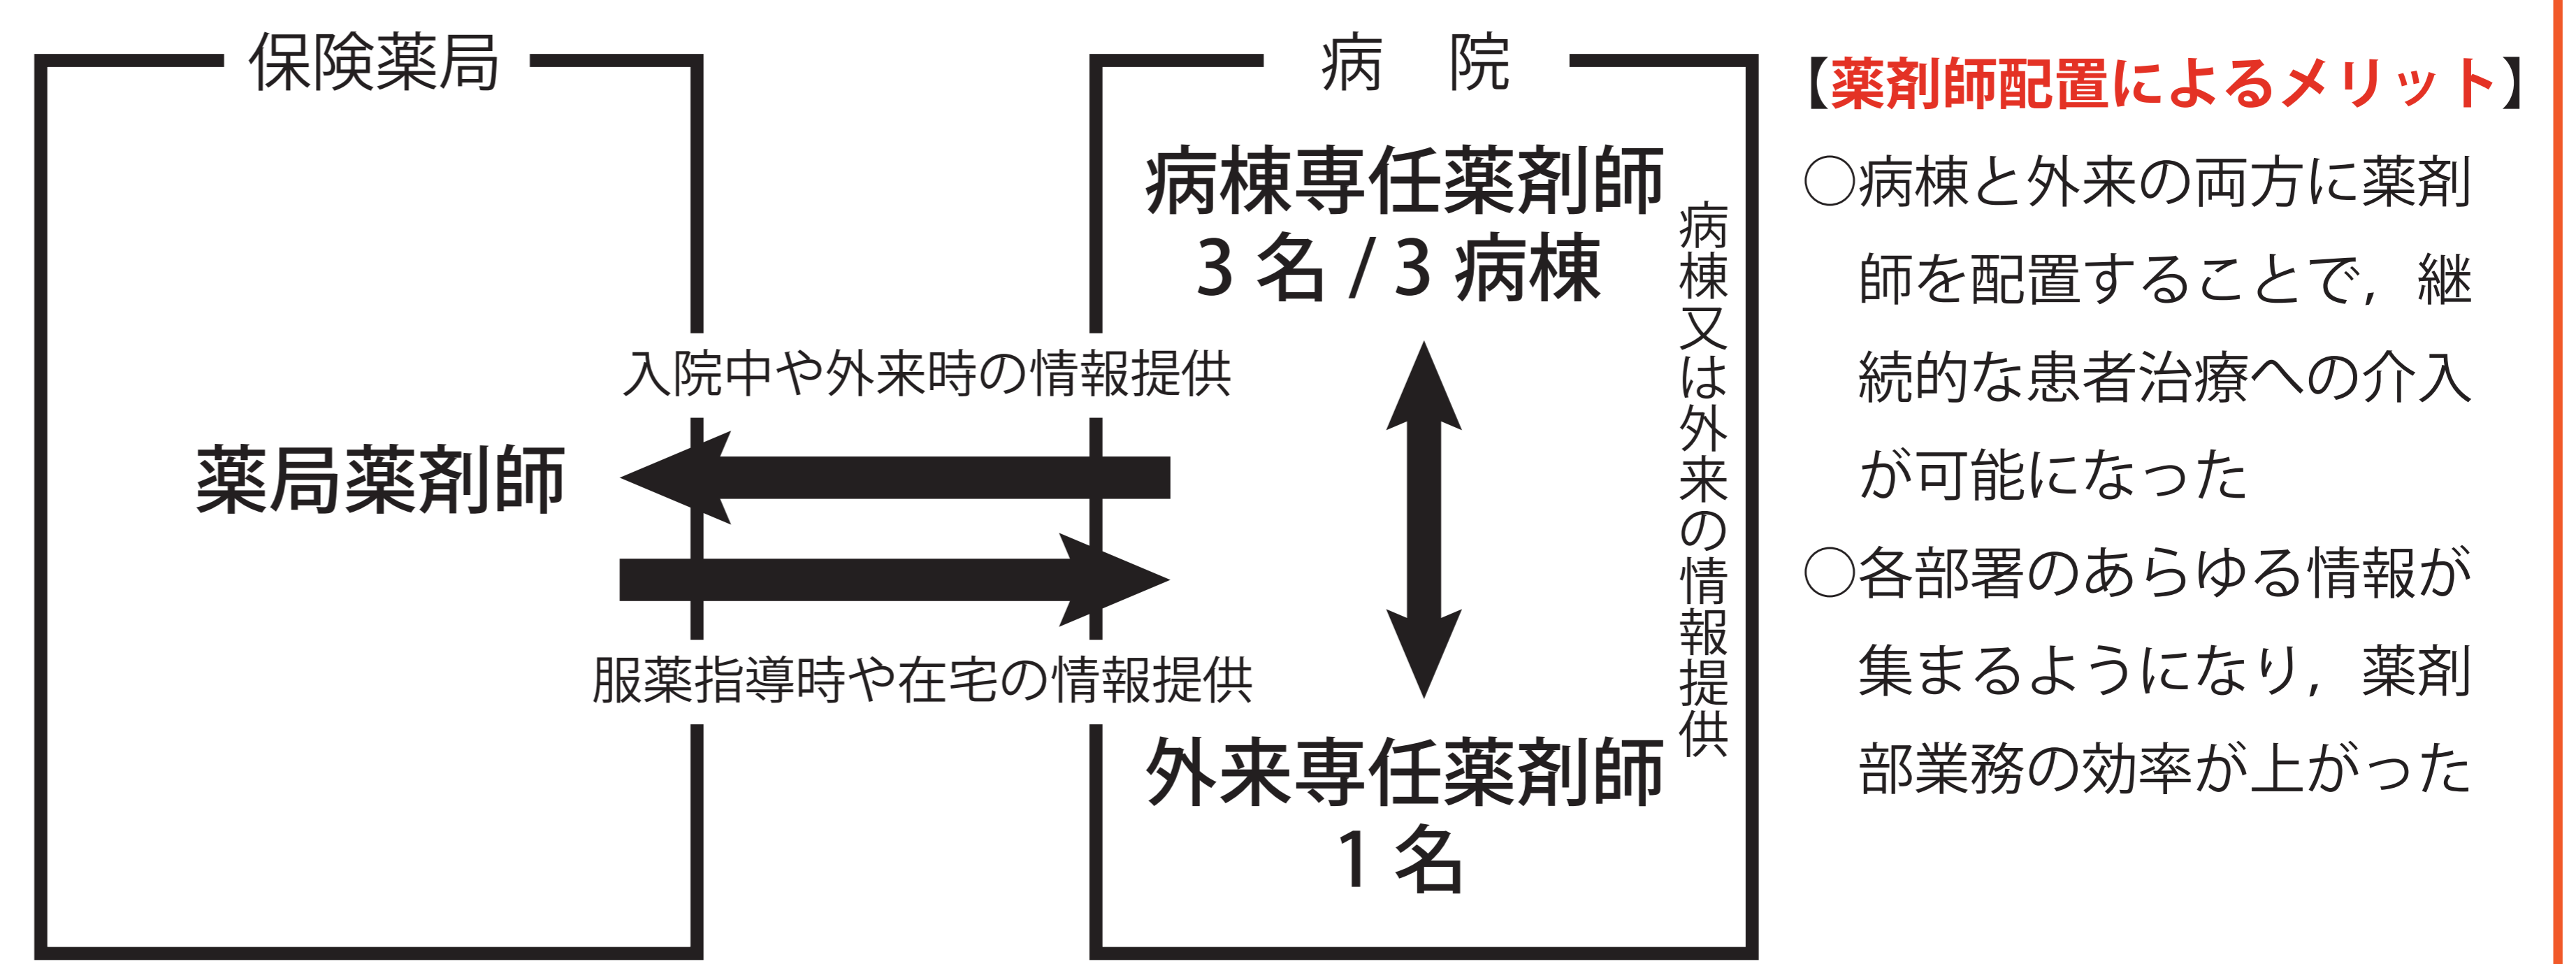 保険薬局
薬局薬剤師
入院中や外来時の情報提供
服薬指導時や在宅の情報提供
病　院
病棟専任薬剤師
3 名 / 3 病棟
病棟又は外来の情報提供
外来専任薬剤師
1 名
【薬剤師配置によるメリット】
○病棟と外来の両方に薬剤
師を配置することで，継
続的な患者治療への介入
が可能になった
○各部署のあらゆる情報が
集まるようになり，薬剤
部業務の効率が上がった